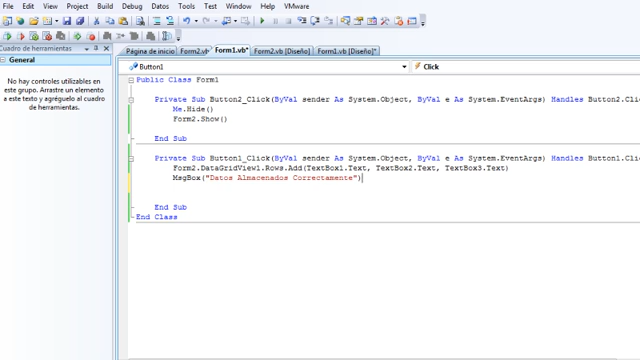 File Edit View Project Build Debug Datos Tools Window Help VMware
Cuadro de herramientas
General
No hay controles utilizables en
este grupo. Arrastre un elemento
a este texto y agréguelo al cuadro
de herramientas.
Página de inicio Form2.vb Form1.vb* Form2.vb [Diseño] Form1.vb [Diseño]*
Button1 Click
Public Class Form1
Private Sub Button2_Click(ByVal sender As System.Object, ByVal e As System.EventArgs) Handles Button2.Clic
Me.Hide()
Form2.Show()
End Sub
Private Sub Button1_Click(ByVal sender As System.Object, ByVal e As System.EventArgs) Handles Button1.Clic
Form2.DataGridView1.Rows.Add(TextBox1.Text, TextBox2.Text, TextBox3.Text)
MsgBox("Datos Almacenados Correctamente")
End Sub
End Class